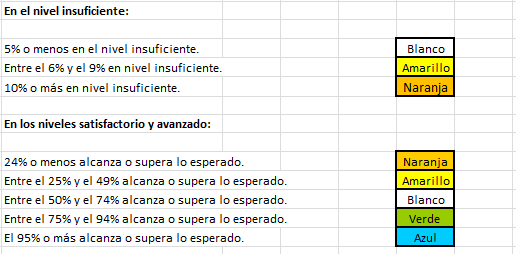 En el nivel insuficiente:
5% o menos en el nivel insuficiente. Blanco
Entre el 6% y el 9% en nivel insuficiente. Amarillo
10% o más en nivel insuficiente. Naranja
En los niveles satisfactorio y avanzado:
24% o menos alcanza o supera lo esperado. Naranja
Entre el 25% y el 49% alcanza o supera lo esperado. Amarillo
Entre el 50% y el 74% alcanza o supera lo esperado. Blanco
Entre el 75% y el 94% alcanza o supera lo esperado. Verde
El 95% o más alcanza o supera lo esperado. Azul